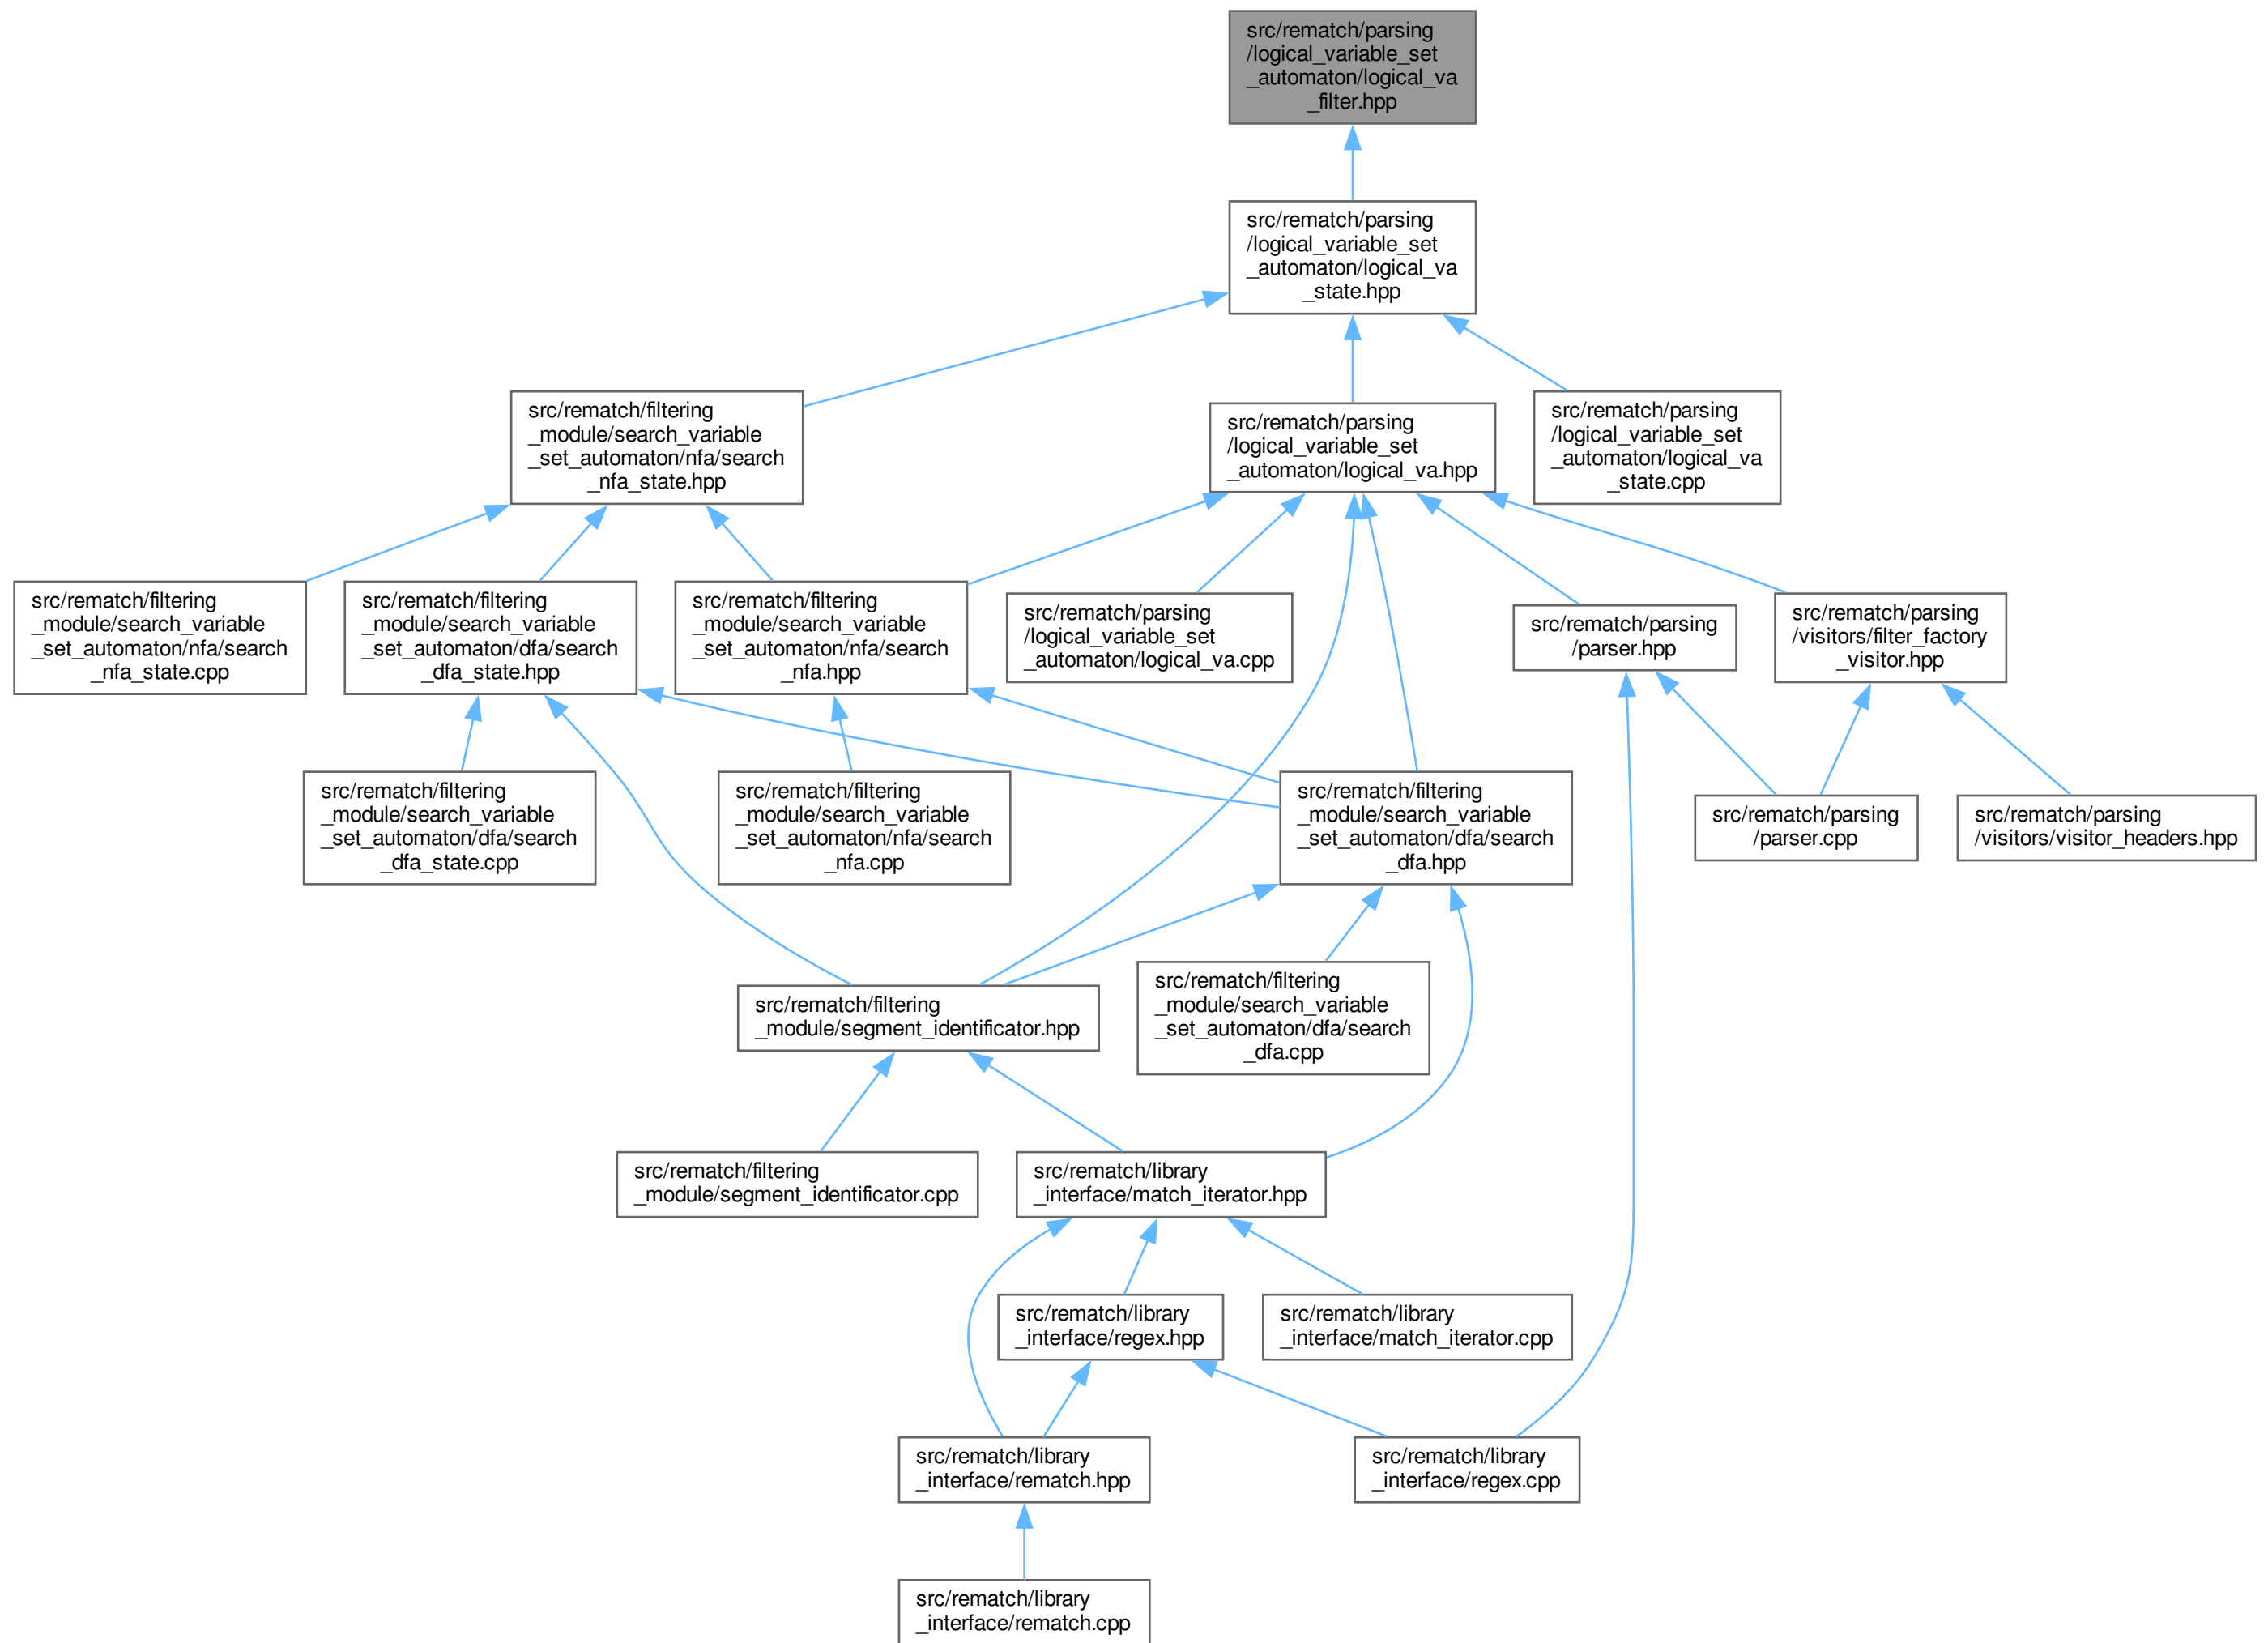 src/rematch/parsing
/logical_variable_set
_automaton/logical_va
_filter.hpp
src/rematch/parsing
/logical_variable_set
_automaton/logical_va
_state.hpp
src/rematch/filtering
_module/search_variable
_set_automaton/nfa/search
_nfa_state.hpp
src/rematch/parsing
/logical_variable_set
_automaton/logical_va.hpp
src/rematch/parsing
/logical_variable_set
_automaton/logical_va
_state.cpp
src/rematch/filtering
_module/search_variable
_set_automaton/nfa/search
_nfa_state.cpp
src/rematch/filtering
_module/search_variable
_set_automaton/dfa/search
_dfa_state.hpp
src/rematch/filtering
_module/search_variable
_set_automaton/nfa/search
_nfa.hpp
src/rematch/parsing
/logical_variable_set
_automaton/logical_va.cpp
src/rematch/parsing
/parser.hpp
src/rematch/parsing
/visitors/filter_factory
_visitor.hpp
src/rematch/filtering
_module/search_variable
_set_automaton/dfa/search
_dfa_state.cpp
src/rematch/filtering
_module/search_variable
_set_automaton/nfa/search
_nfa.cpp
src/rematch/filtering
_module/search_variable
_set_automaton/dfa/search
_dfa.hpp
src/rematch/parsing
/parser.cpp
src/rematch/parsing
/visitors/visitor_headers.hpp
src/rematch/filtering
_module/segment_identificator.hpp
src/rematch/filtering
_module/search_variable
_set_automaton/dfa/search
_dfa.cpp
src/rematch/filtering
_module/segment_identificator.cpp
src/rematch/library
_interface/match_iterator.hpp
src/rematch/library
_interface/regex.hpp
src/rematch/library
_interface/match_iterator.cpp
src/rematch/library
_interface/rematch.hpp
src/rematch/library
_interface/regex.cpp
src/rematch/library
_interface/rematch.cpp